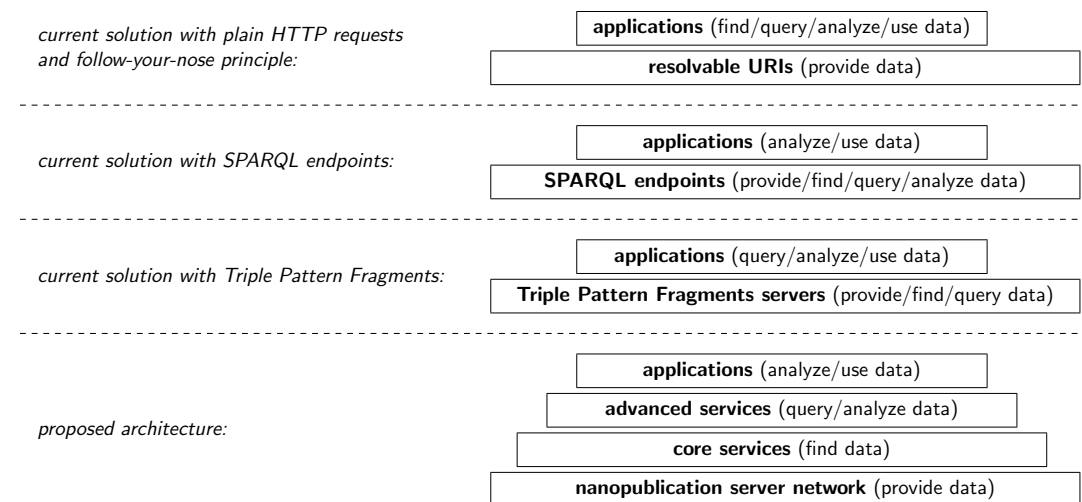 current solution with plain HTTP requests
and follow-your-nose principle:
applications (find/query/analyze/use data)
resolvable URIs (provide data)
current solution with SPARQL endpoints:
applications (analyze/use data)
SPARQL endpoints (provide/find/query/analyze data)
current solution with Triple Pattern Fragments:
applications (query/analyze/use data)
Triple Pattern Fragments servers (provide/find/query data)
proposed architecture:
applications (analyze/use data)
advanced services (query/analyze data)
core services (find data)
nanopublication server network (provide data)